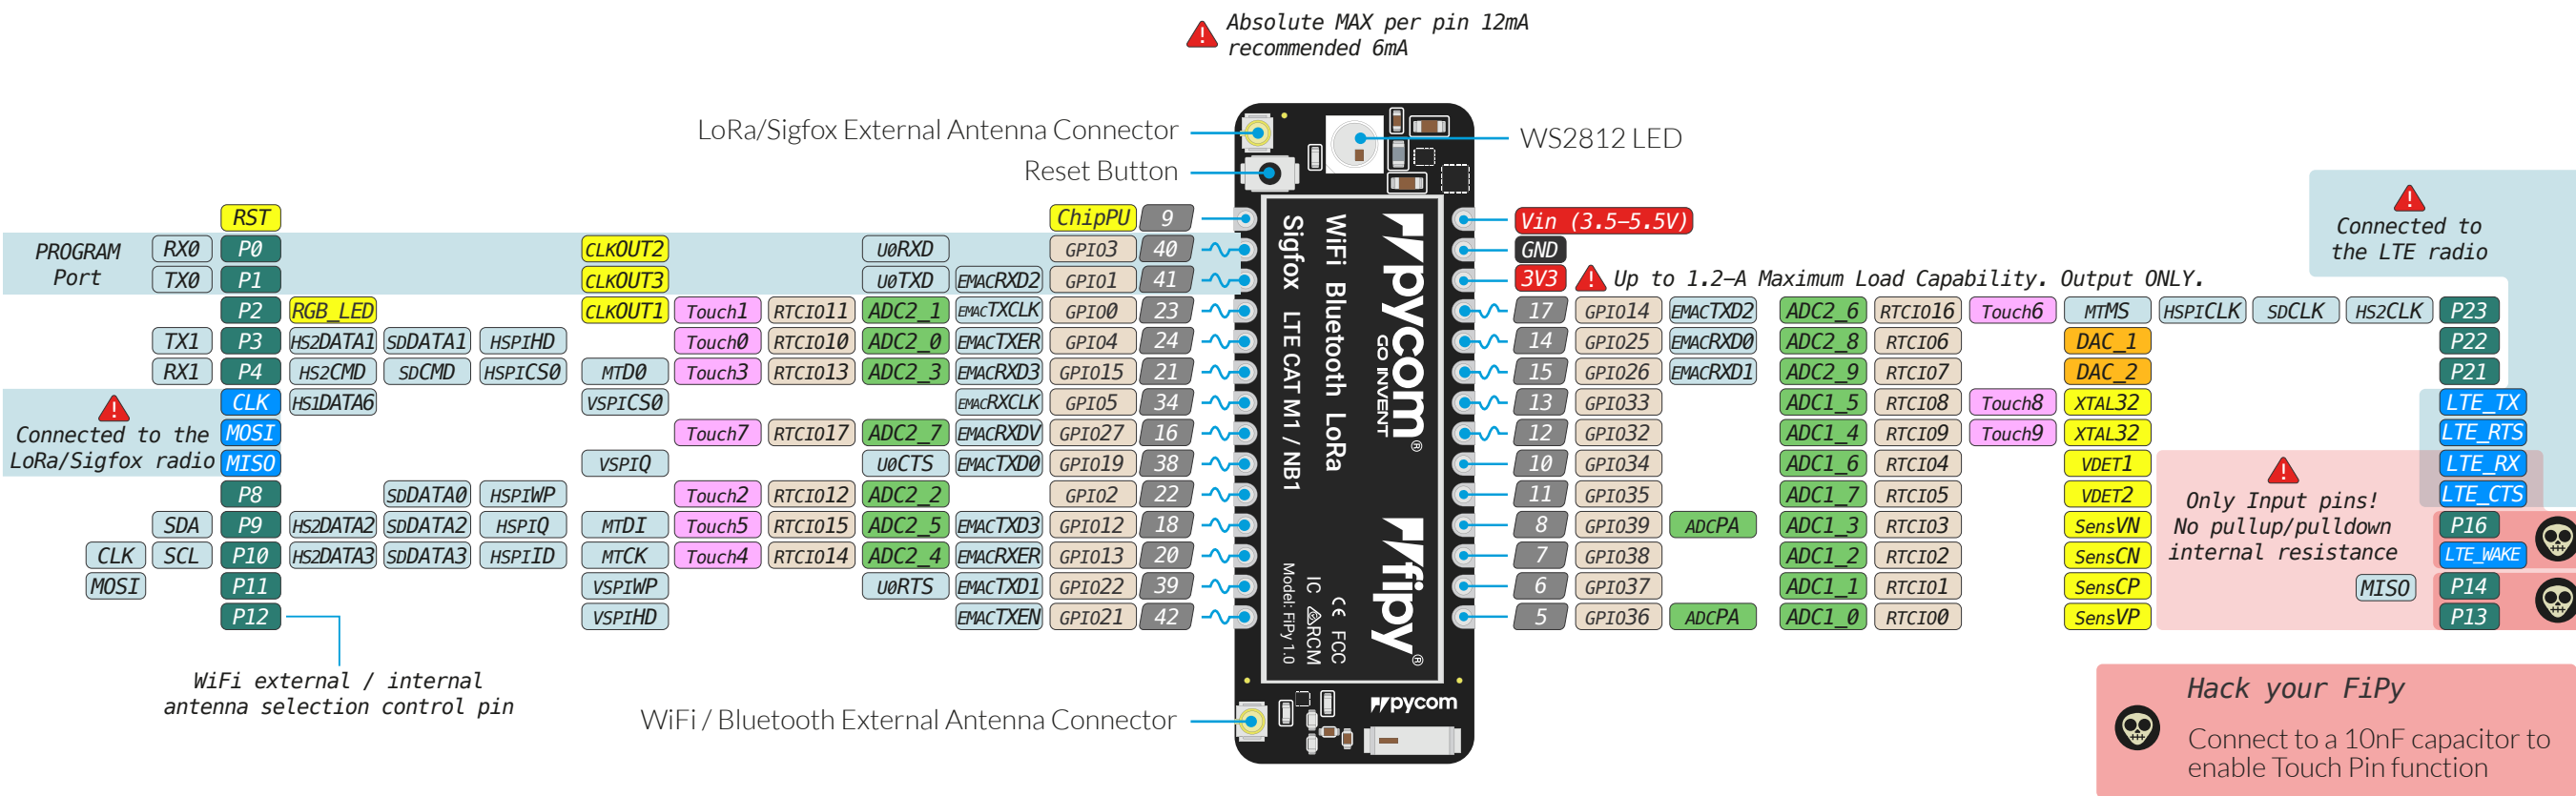 Absolute MAX per pin 12mA
recommended 6mA
LoRa/Sigfox External Antenna Connector
WS2812 LED
Reset Button
RST ChipPU 9
PROGRAM
Port
RX0 P0 CLKOUT2 U0RXD GPIO3 40
TX0 P1 CLKOUT3 U0TXD EMACRXD2 GPIO1 41
P2 RGB_LED CLKOUT1 Touch1 RTCIO11 ADC2_1 EMACTXCLK GPIO0 23
TX1 P3 HS2DATA1 SDDATA1 HSPIHD Touch0 RTCIO10 ADC2_0 EMACTXER GPIO4 24
RX1 P4 HS2CMD SDCMD HSPICS0 MTDO Touch3 RTCIO13 ADC2_3 EMACRXD3 GPIO15 21
CLK HS1DATA6 VSPICS0 EMACRXCLK GPIO5 34
Connected to the
LoRa/Sigfox radio
MOSI Touch7 RTCIO17 ADC2_7 EMACRXDV GPIO27 16
MISO VSPIQ U0CTS EMACTXD0 GPIO19 38
P8 SDDATA0 HSPIWP Touch2 RTCIO12 ADC2_2 GPIO2 22
SDA P9 HS2DATA2 SDDATA2 HSPIQ MTDI Touch5 RTCIO15 ADC2_5 EMACTXD3 GPIO12 18
CLK SCL P10 HS2DATA3 SDDATA3 HSPIID MTCK Touch4 RTCIO14 ADC2_4 EMACRXER GPIO13 20
MOSI P11 VSPIWP U0RTS EMACTXD1 GPIO22 39
P12 VSPIHD EMACTXEN GPIO21 42
WiFi external / internal
antenna selection control pin
WiFi / Bluetooth External Antenna Connector
pycom®
GO INVENT
WiFi Bluetooth LoRa
Sigfox LTE CAT M1 / NB1
fipy®
CE FCC
IC RCM
Model: FiPy 1.0
pycom
Vin (3.5–5.5V)
GND
3V3 Up to 1.2–A Maximum Load Capability. Output ONLY.
17 GPIO14 EMACTXD2 ADC2_6 RTCIO16 Touch6 MTMS HSPICLK SDCLK HS2CLK P23
14 GPIO25 EMACRXD0 ADC2_8 RTCIO6 DAC_1 P22
15 GPIO26 EMACRXD1 ADC2_9 RTCIO7 DAC_2 P21
13 GPIO33 ADC1_5 RTCIO8 Touch8 XTAL32 LTE_TX
12 GPIO32 ADC1_4 RTCIO9 Touch9 XTAL32 LTE_RTS
10 GPIO34 ADC1_6 RTCIO4 VDET1 LTE_RX
11 GPIO35 ADC1_7 RTCIO5 VDET2 LTE_CTS
8 GPIO39 ADCPA ADC1_3 RTCIO3 SensVN P16
7 GPIO38 ADC1_2 RTCIO2 SensCN LTE_WAKE
6 GPIO37 ADC1_1 RTCIO1 SensCP MISO P14
5 GPIO36 ADCPA ADC1_0 RTCIO0 SensVP P13
Connected to
the LTE radio
Only Input pins!
No pullup/pulldown
internal resistance
Hack your FiPy
Connect to a 10nF capacitor to
enable Touch Pin function